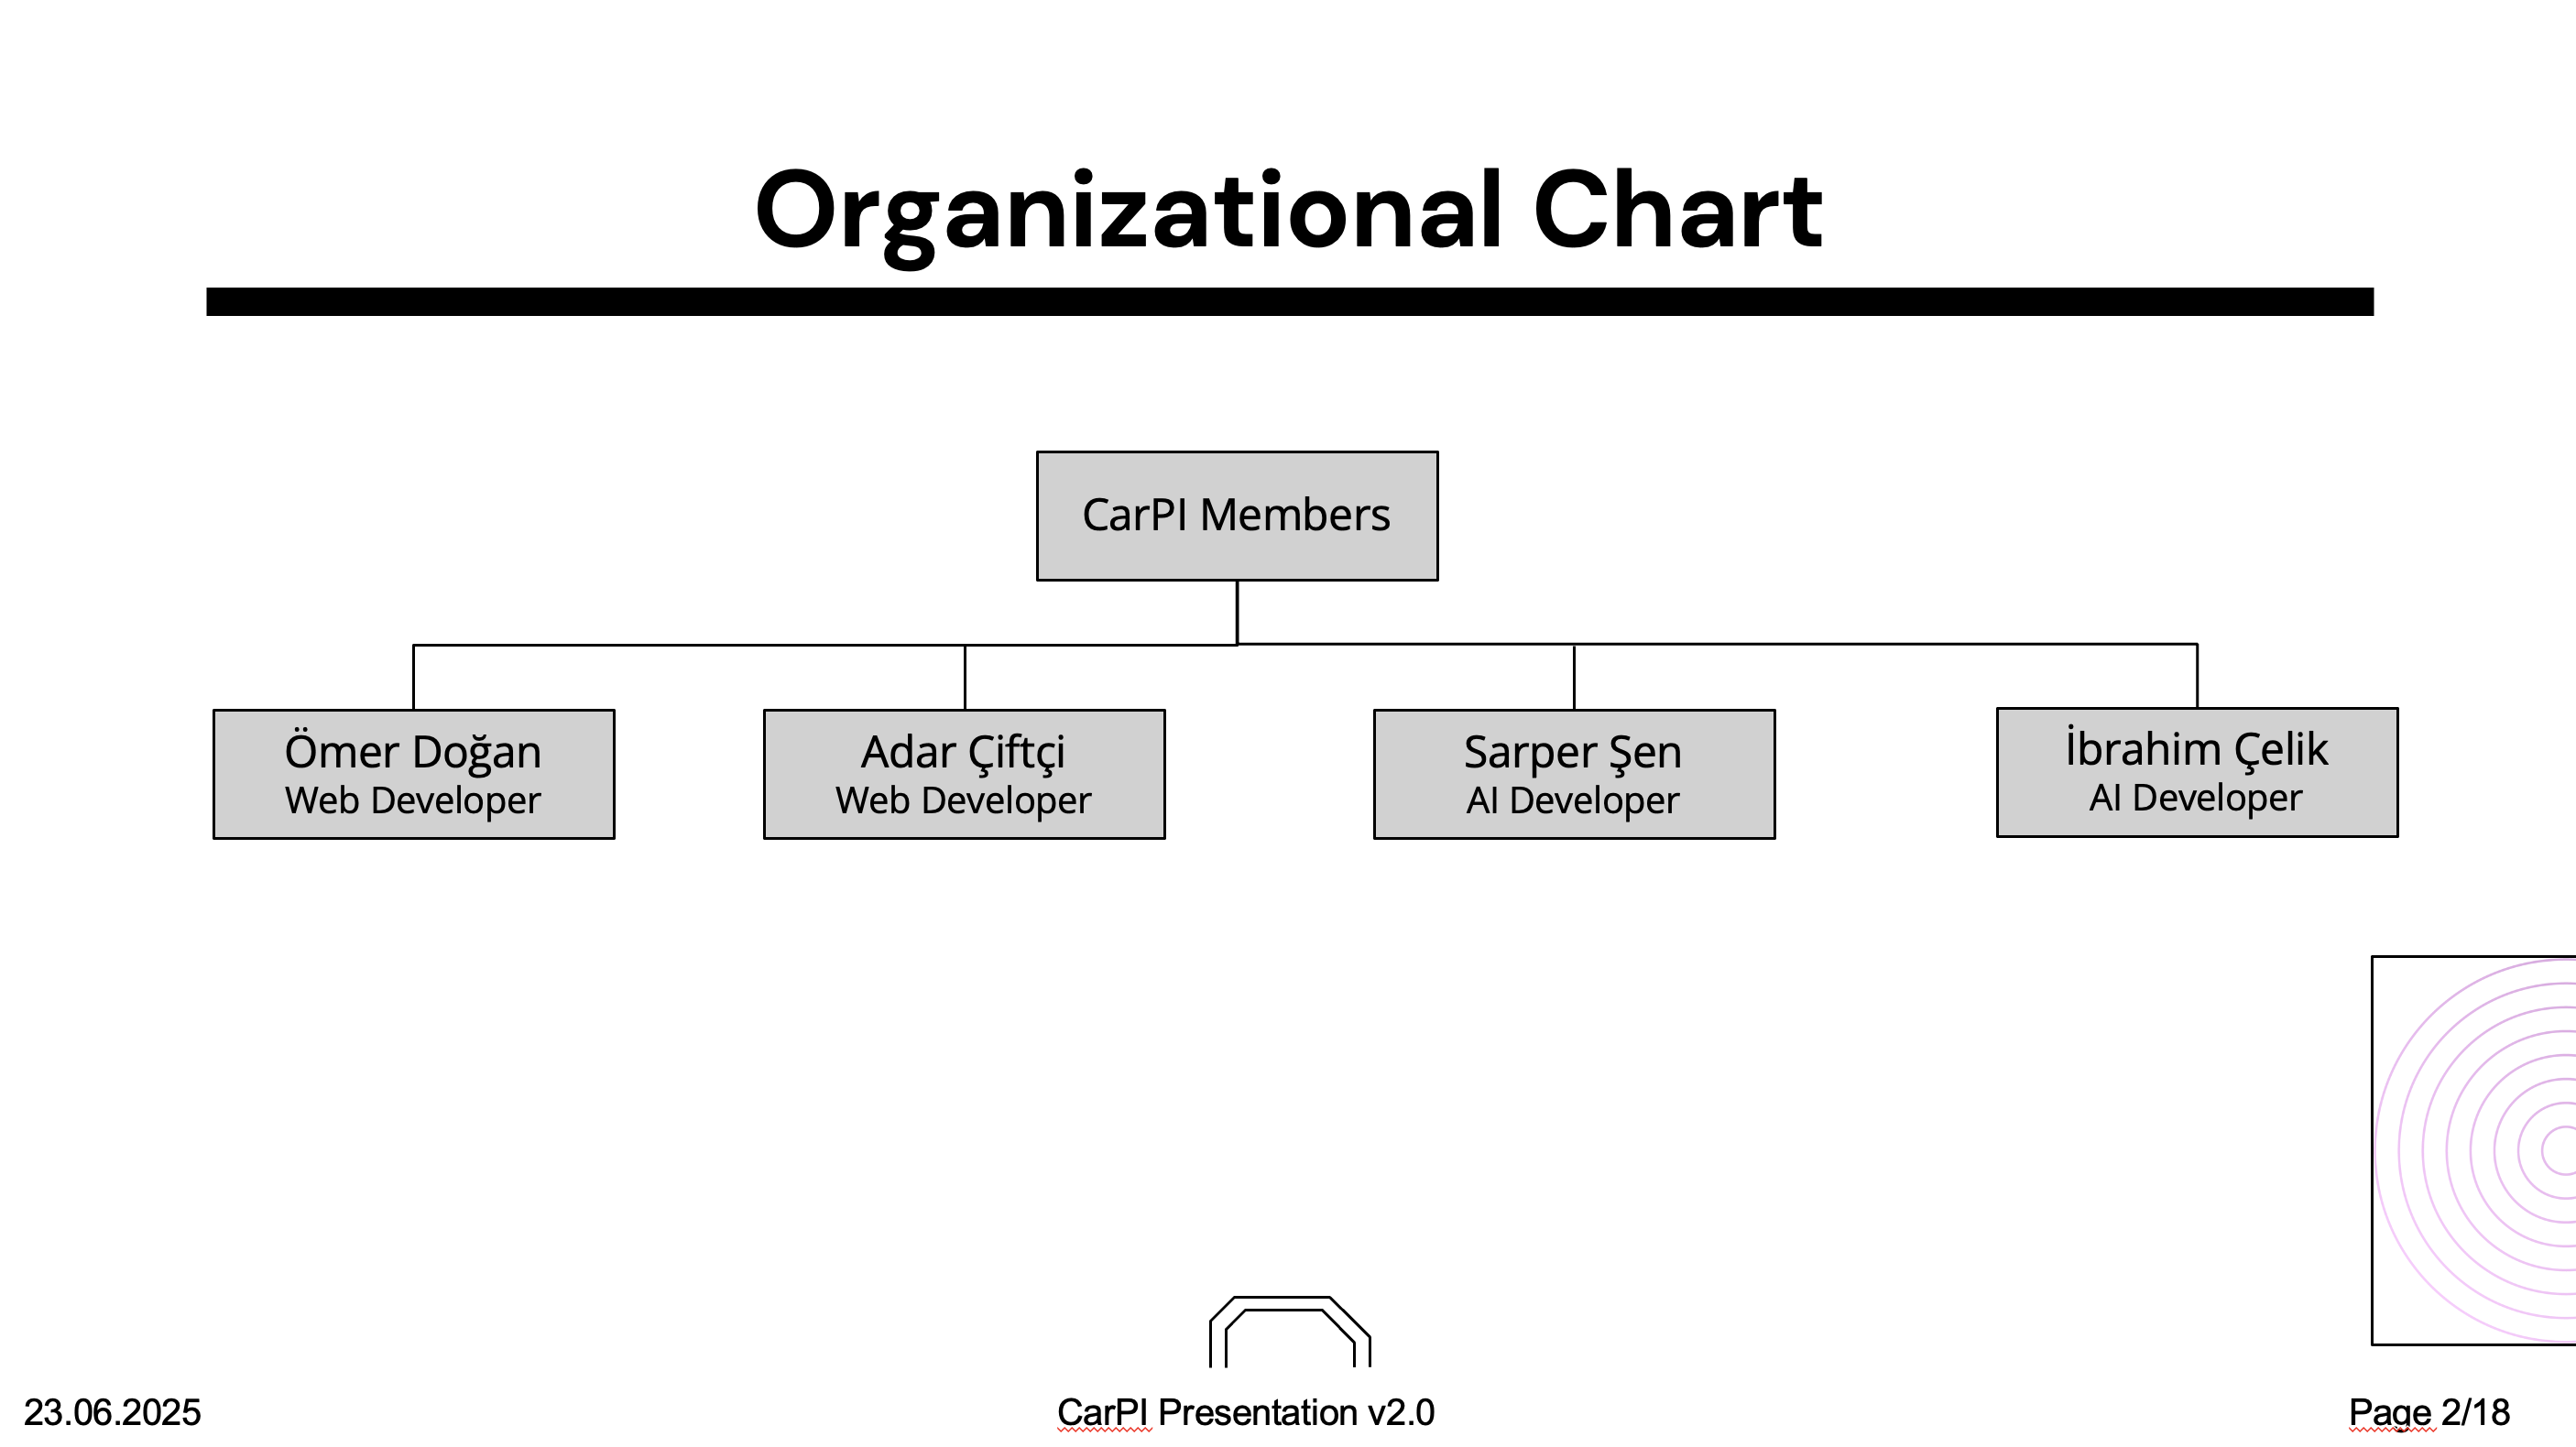 Organizational Chart
CarPI Members
Ömer Doğan
Web Developer
Adar Çiftçi
Web Developer
Sarper Şen
AI Developer
İbrahim Çelik
AI Developer
23.06.2025
CarPI Presentation v2.0
Page 2/18